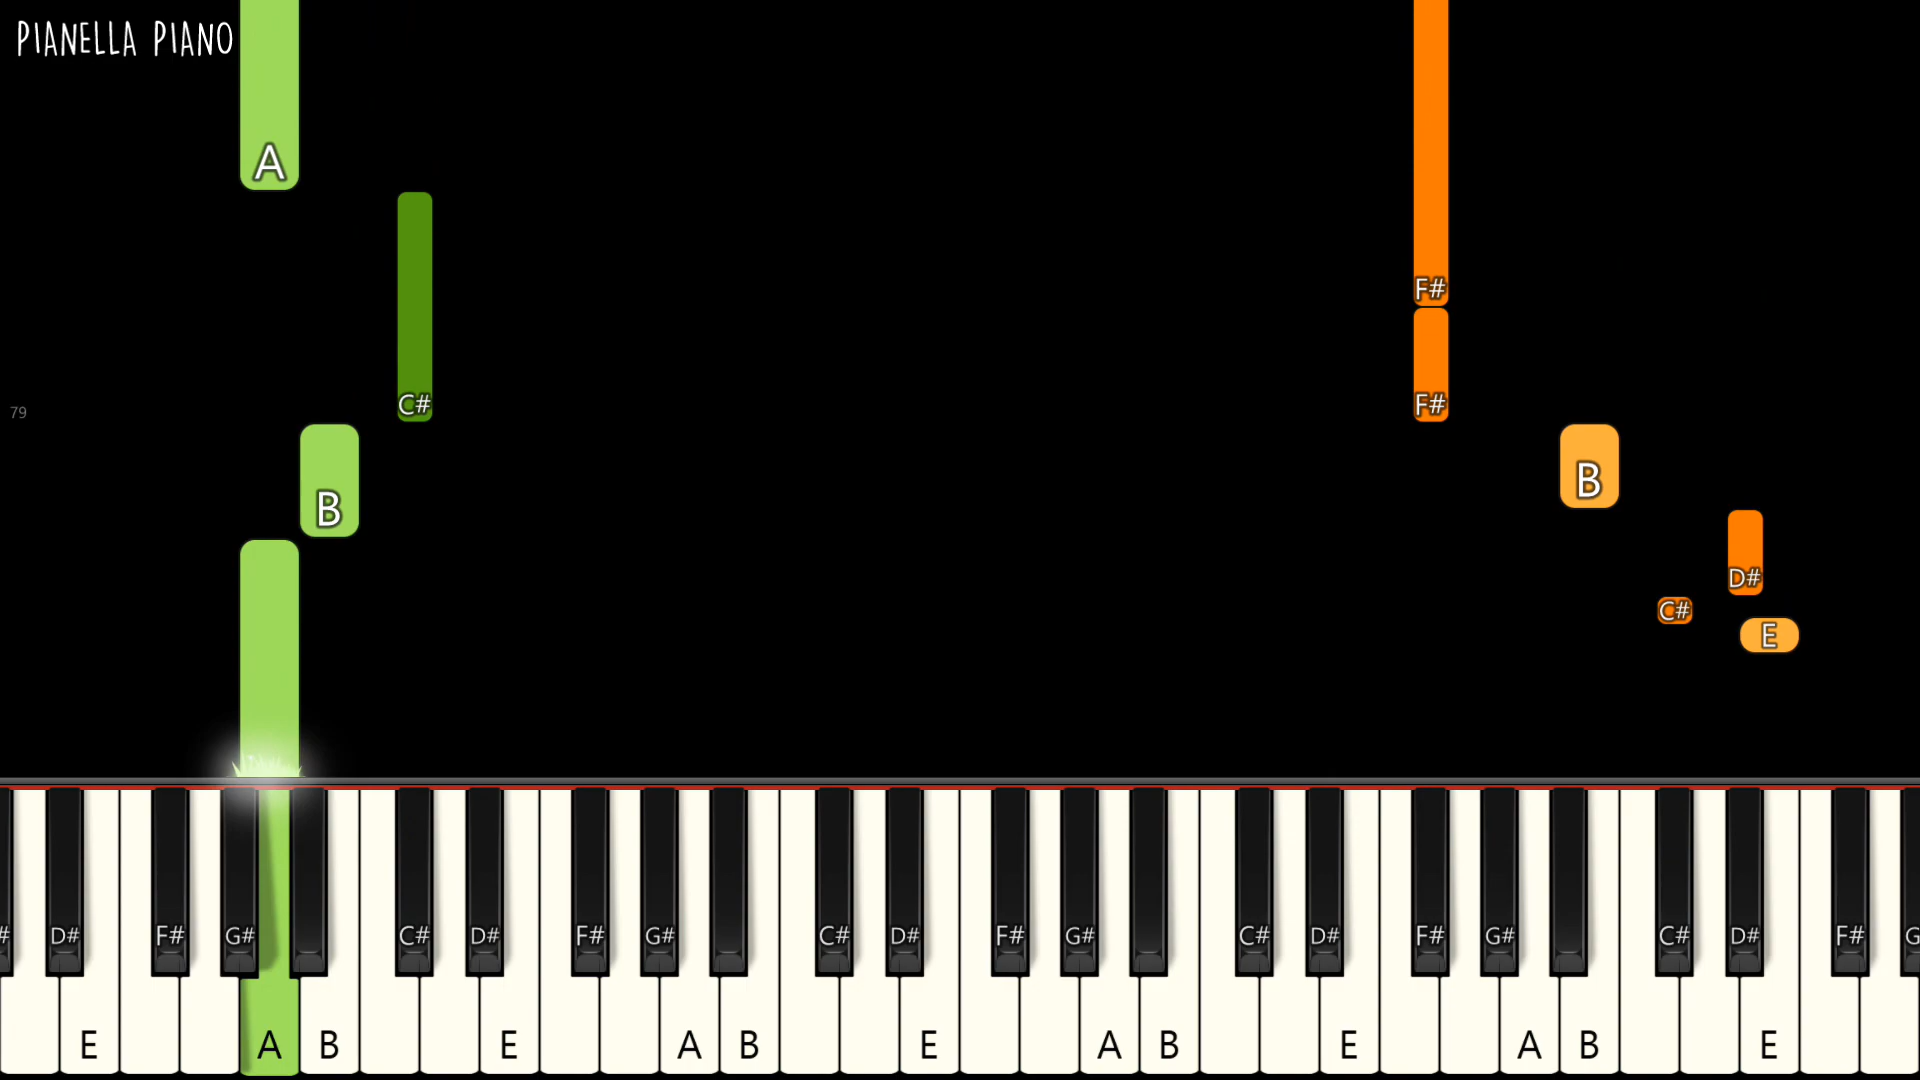 PIANELLA PIANO
A
F#
C# F#
79
B
B
D#
C#
E
# D# F# G# C# D# F# G# C# D# F# G# C# D# F# G# C# D# F# G
E A B E A B E A B E A B E